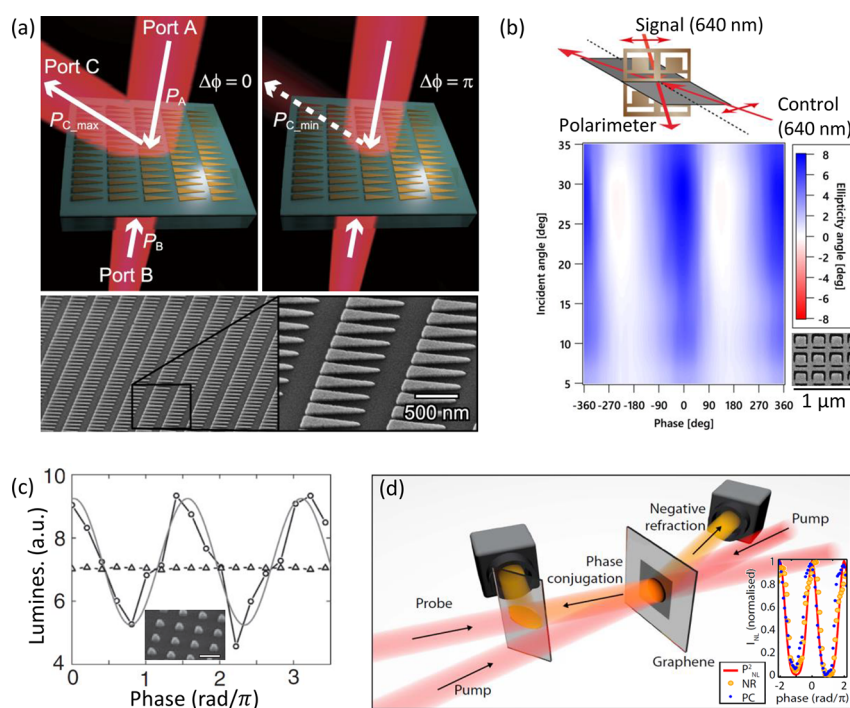 (a)
Port A
Port C
P_A
P_C_max
Δϕ = 0
P_B
Port B
Δϕ = π
P_C_min
500 nm
(b)
Signal (640 nm)
Control
(640 nm)
Polarimeter
Incident angle [deg]
35
30
25
20
15
10
5
-360 -270 -180 -90 0 90 180 270 360
Phase [deg]
8
6
4
2
0
-2
-4
-6
-8
Ellipticity angle [deg]
1 μm
(c)
Lumines. (a.u.)
10
8
6
4
0 1 2 3
Phase (rad/π)
(d)
Negative
refraction
Pump
Phase
conjugation
Probe
Graphene
Pump
I_NL (normalised)
1
0.8
0.6
0.4
0.2
0
-2 0 2
phase (rad/π)
P²_NL
NR
PC